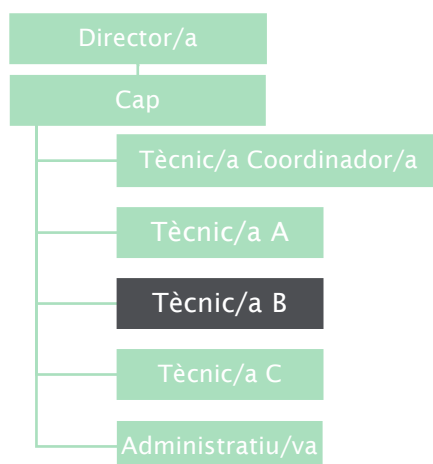 Director/a
Cap
Tècnic/a Coordinador/a
Tècnic/a A
Tècnic/a B
Tècnic/a C
Administratiu/va